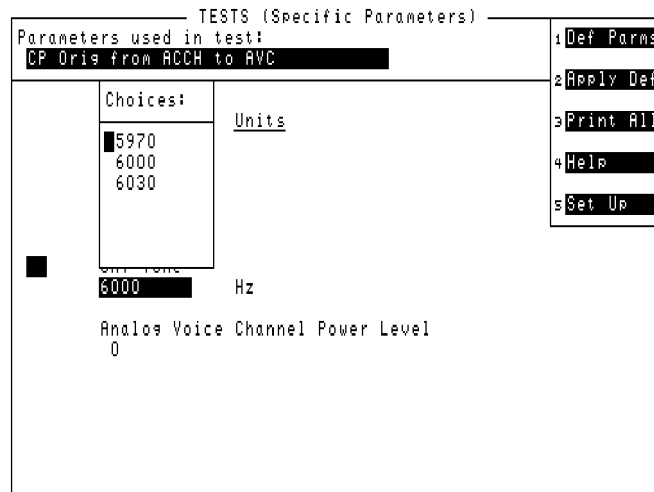 TESTS (Specific Parameters)
Parameters used in test:
CP Orig from ACCH to AVC
1 Def Parms
2 Apply Def
3 Print All
4 Help
5 Set Up
Choices:
5970
6000
6030
Units
6000 Hz
Analog Voice Channel Power Level
0